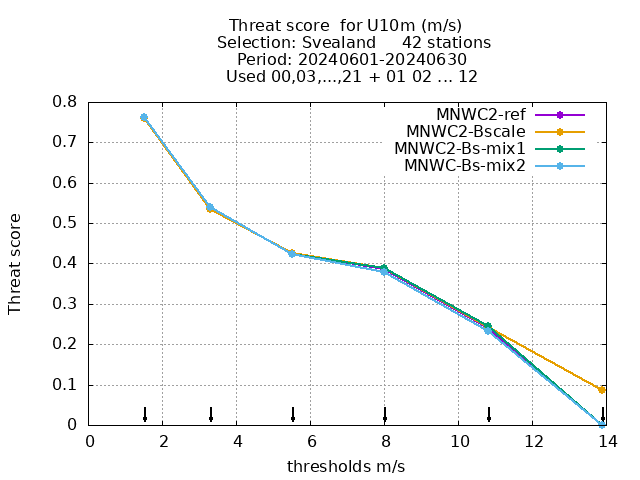 Threat score  for U10m (m/s)
Selection: Svealand     42 stations
Period: 20240601-20240630
Used 00,03,...,21 + 01 02 ... 12
MNWC2-ref
MNWC2-Bscale
MNWC2-Bs-mix1
MNWC-Bs-mix2
Threat score
0.8
0.7
0.6
0.5
0.4
0.3
0.2
0.1
0
0 2 4 6 8 10 12 14
thresholds m/s